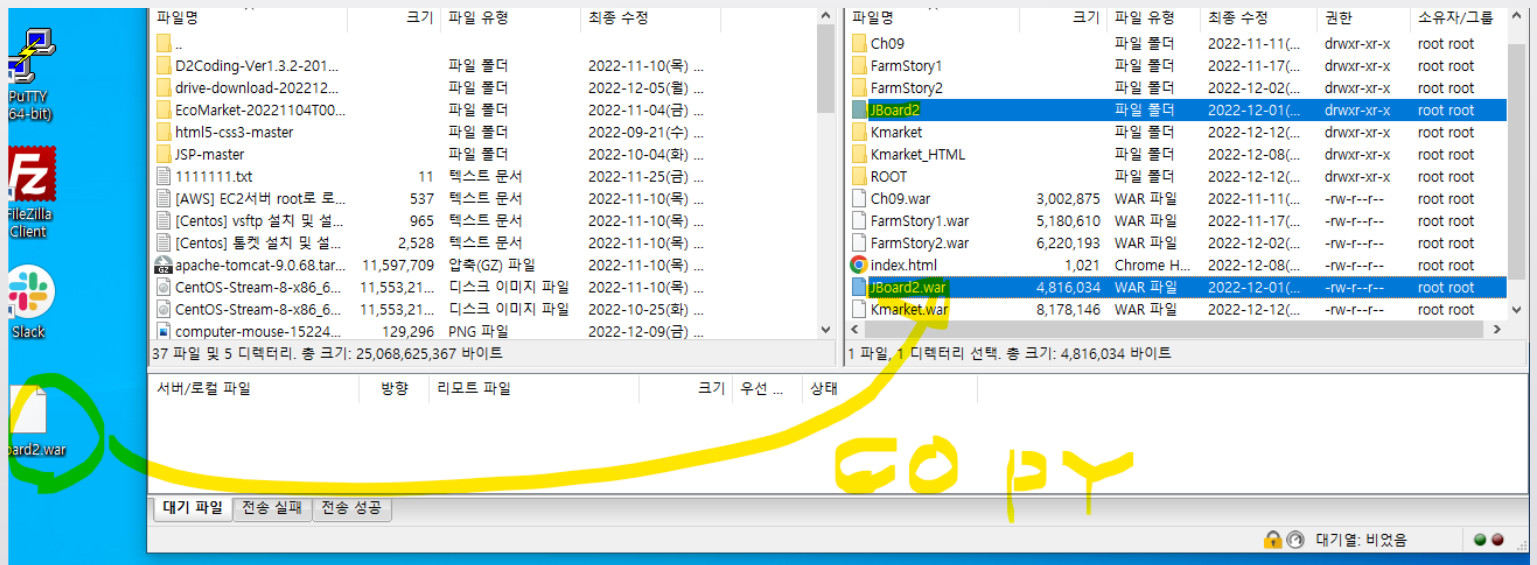 PuTTY
(64-bit)
FileZilla
Client
Slack
oard2.war
파일명 크기 파일 유형 최종 수정
..
D2Coding-Ver1.3.2-201... 파일 폴더 2022-11-10(목) ...
drive-download-202212... 파일 폴더 2022-12-05(월) ...
EcoMarket-20221104T00... 파일 폴더 2022-11-04(금) ...
html5-css3-master 파일 폴더 2022-09-21(수) ...
JSP-master 파일 폴더 2022-10-04(화) ...
1111111.txt 11 텍스트 문서 2022-11-25(금) ...
[AWS] EC2서버 root로 로... 537 텍스트 문서 2022-11-10(목) ...
[Centos] vsftp 설치 및 설... 965 텍스트 문서 2022-11-10(목) ...
[Centos] 톰켓 설치 및 설... 2,528 텍스트 문서 2022-11-10(목) ...
apache-tomcat-9.0.68.tar... 11,597,709 압축(GZ) 파일 2022-11-10(목) ...
CentOS-Stream-8-x86_6... 11,553,21... 디스크 이미지 파일 2022-11-10(목) ...
CentOS-Stream-8-x86_6... 11,553,21... 디스크 이미지 파일 2022-10-25(화) ...
computer-mouse-15224... 129,296 PNG 파일 2022-12-09(금) ...
37 파일 및 5 디렉터리. 총 크기: 25,068,625,367 바이트
파일명 크기 파일 유형 최종 수정 권한 소유자/그룹
Ch09 파일 폴더 2022-11-11(... drwxr-xr-x root root
FarmStory1 파일 폴더 2022-11-17(... drwxr-xr-x root root
FarmStory2 파일 폴더 2022-12-02(... drwxr-xr-x root root
JBoard2 파일 폴더 2022-12-01(... drwxr-xr-x root root
Kmarket 파일 폴더 2022-12-12(... drwxr-xr-x root root
Kmarket_HTML 파일 폴더 2022-12-08(... drwxr-xr-x root root
ROOT 파일 폴더 2022-12-12(... drwxr-xr-x root root
Ch09.war 3,002,875 WAR 파일 2022-11-11(... -rw-r--r-- root root
FarmStory1.war 5,180,610 WAR 파일 2022-11-17(... -rw-r--r-- root root
FarmStory2.war 6,220,193 WAR 파일 2022-12-02(... -rw-r--r-- root root
index.html 1,021 Chrome H... 2022-12-08(... -rw-r--r-- root root
JBoard2.war 4,816,034 WAR 파일 2022-12-01(... -rw-r--r-- root root
Kmarket.war 8,178,146 WAR 파일 2022-12-12(... -rw-r--r-- root root
1 파일, 1 디렉터리 선택. 총 크기: 4,816,034 바이트
서버/로컬 파일 방향 리모트 파일 크기 우선 ... 상태
COPY
대기 파일 전송 실패 전송 성공
대기열: 비었음